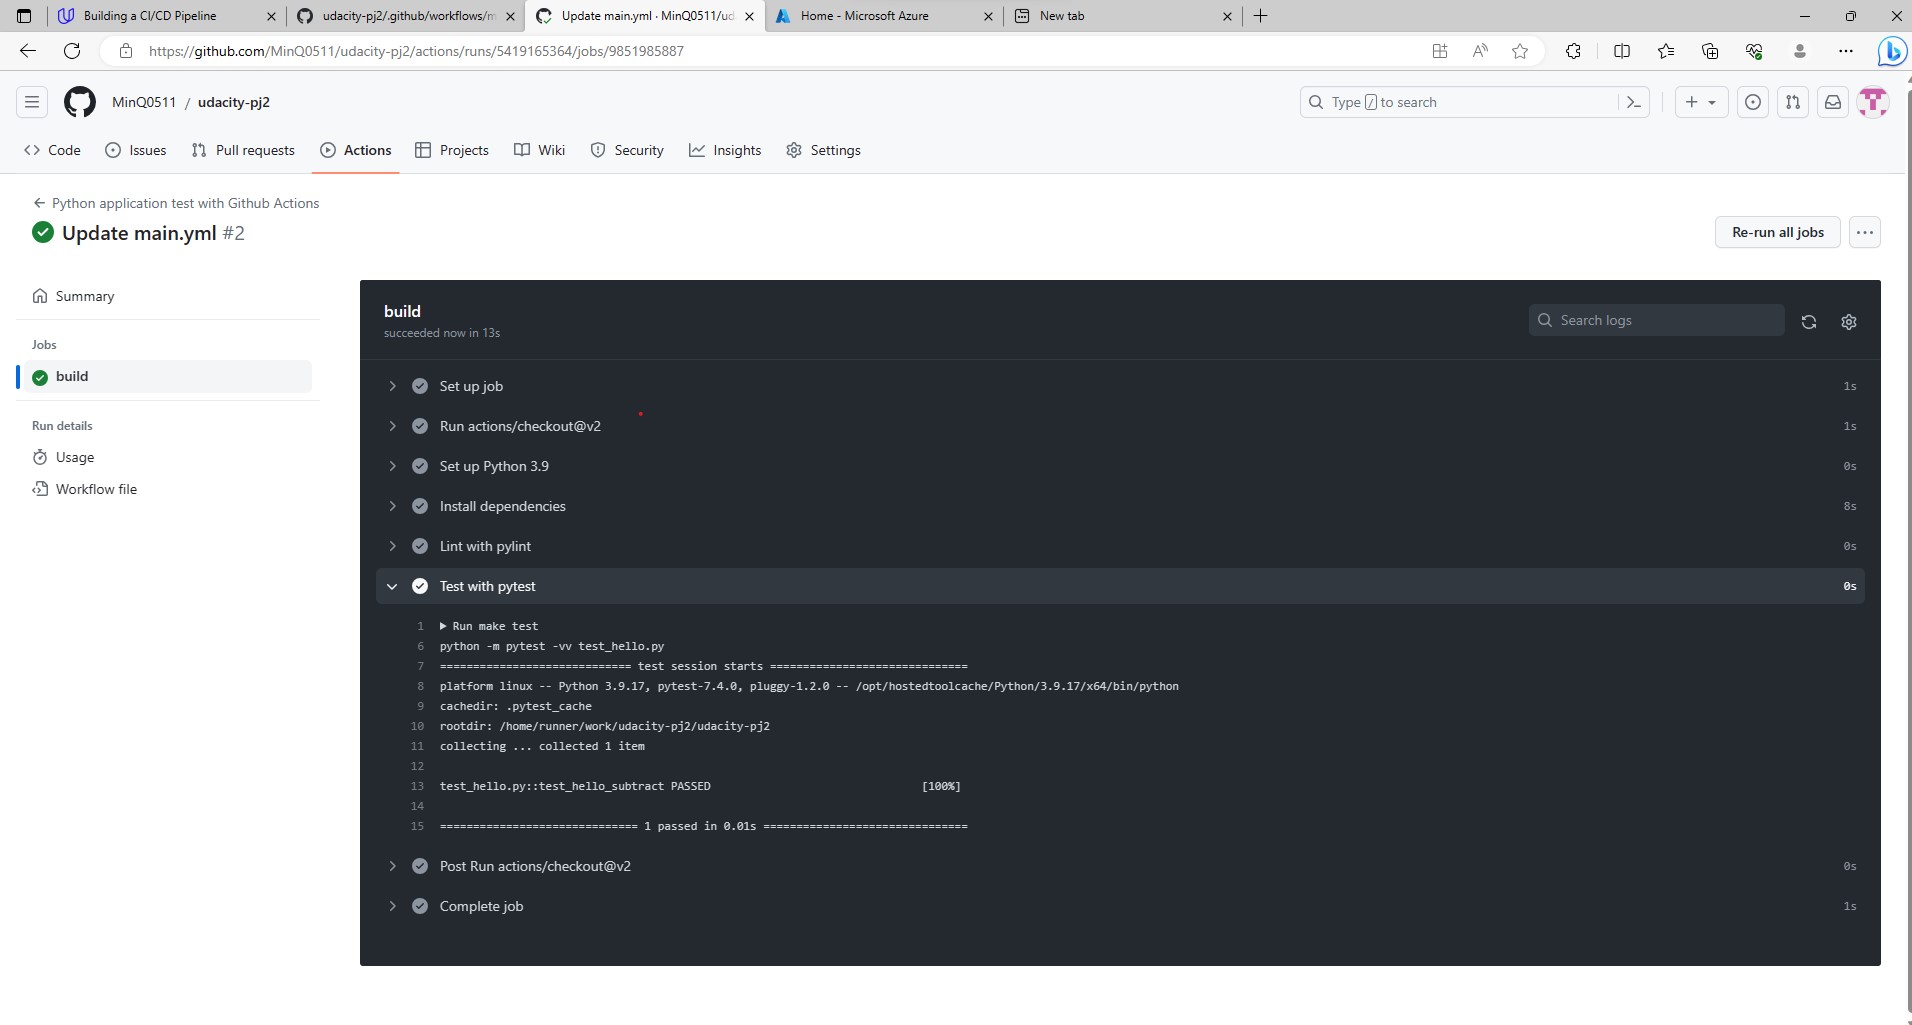 Building a CI/CD Pipeline
udacity-pj2/.github/workflows/m
Update main.yml · MinQ0511/ud
Home - Microsoft Azure
New tab
https://github.com/MinQ0511/udacity-pj2/actions/runs/5419165364/jobs/9851985887
MinQ0511 / udacity-pj2
Type / to search
Code
Issues
Pull requests
Actions
Projects
Wiki
Security
Insights
Settings
Python application test with Github Actions
Update main.yml #2
Re-run all jobs
Summary
Jobs
build
Run details
Usage
Workflow file
build
succeeded now in 13s
Search logs
Set up job 1s
Run actions/checkout@v2 1s
Set up Python 3.9 0s
Install dependencies 8s
Lint with pylint 0s
Test with pytest 0s
1 Run make test
6 python -m pytest -vv test_hello.py
7 ============================= test session starts ==============================
8 platform linux -- Python 3.9.17, pytest-7.4.0, pluggy-1.2.0 -- /opt/hostedtoolcache/Python/3.9.17/x64/bin/python
9 cachedir: .pytest_cache
10 rootdir: /home/runner/work/udacity-pj2/udacity-pj2
11 collecting ... collected 1 item
12
13 test_hello.py::test_hello_subtract PASSED [100%]
14
15 ============================== 1 passed in 0.01s ===============================
Post Run actions/checkout@v2 0s
Complete job 1s